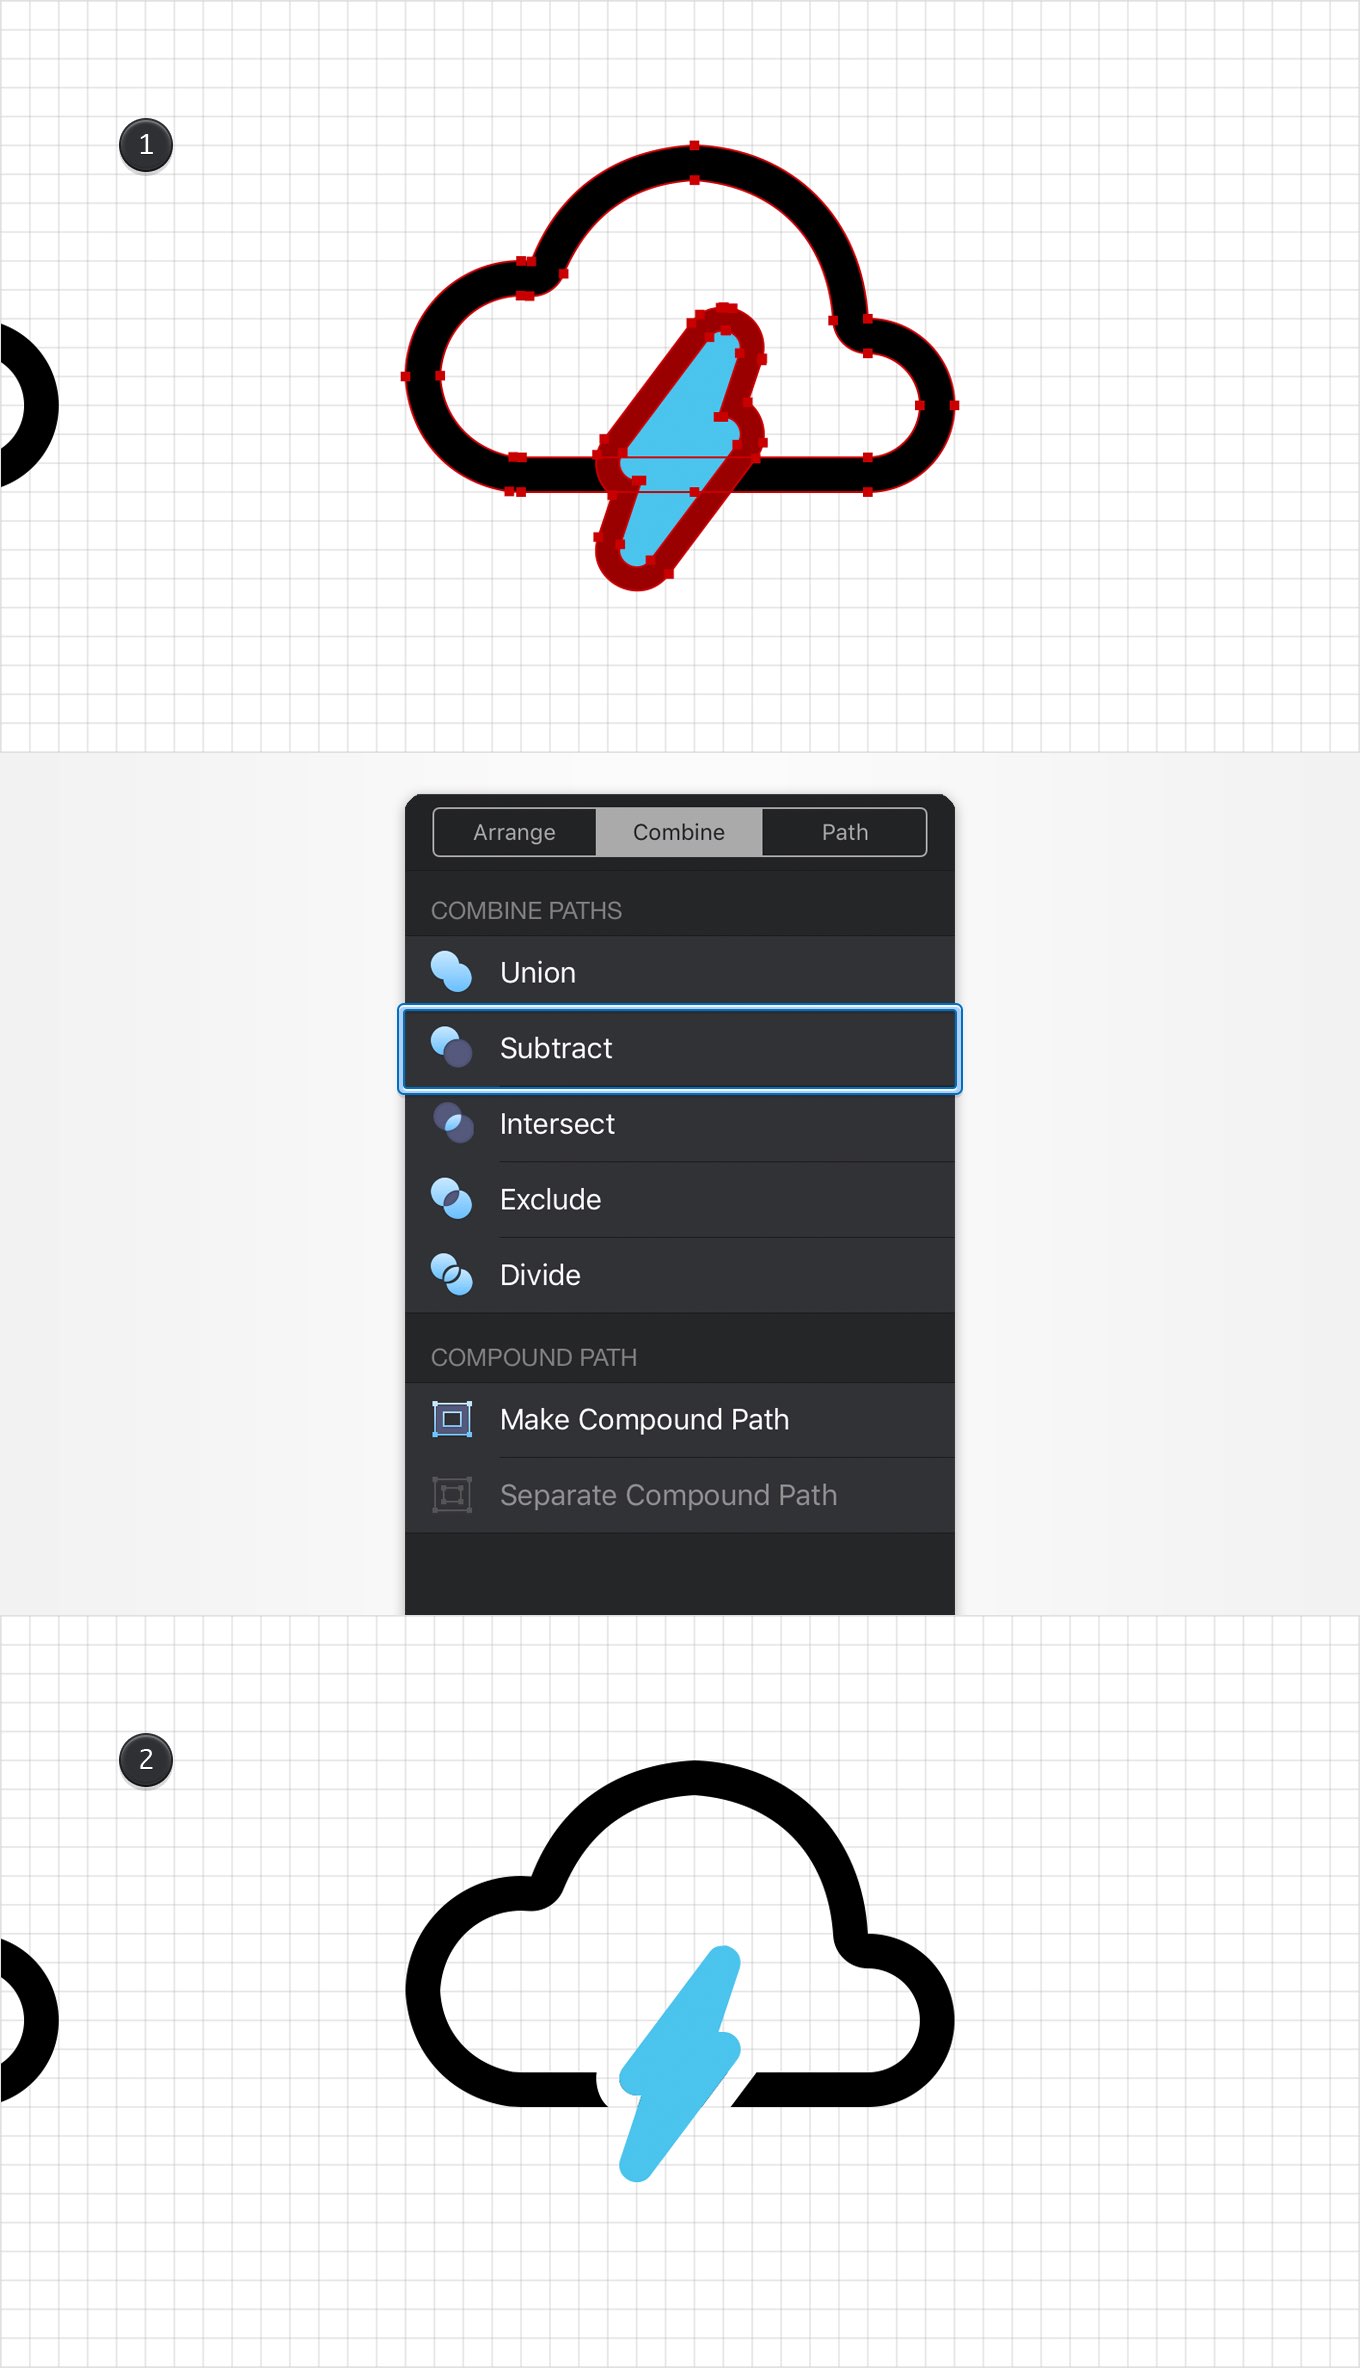 1
Arrange Combine Path
COMBINE PATHS
Union
Subtract
Intersect
Exclude
Divide
COMPOUND PATH
Make Compound Path
Separate Compound Path
2